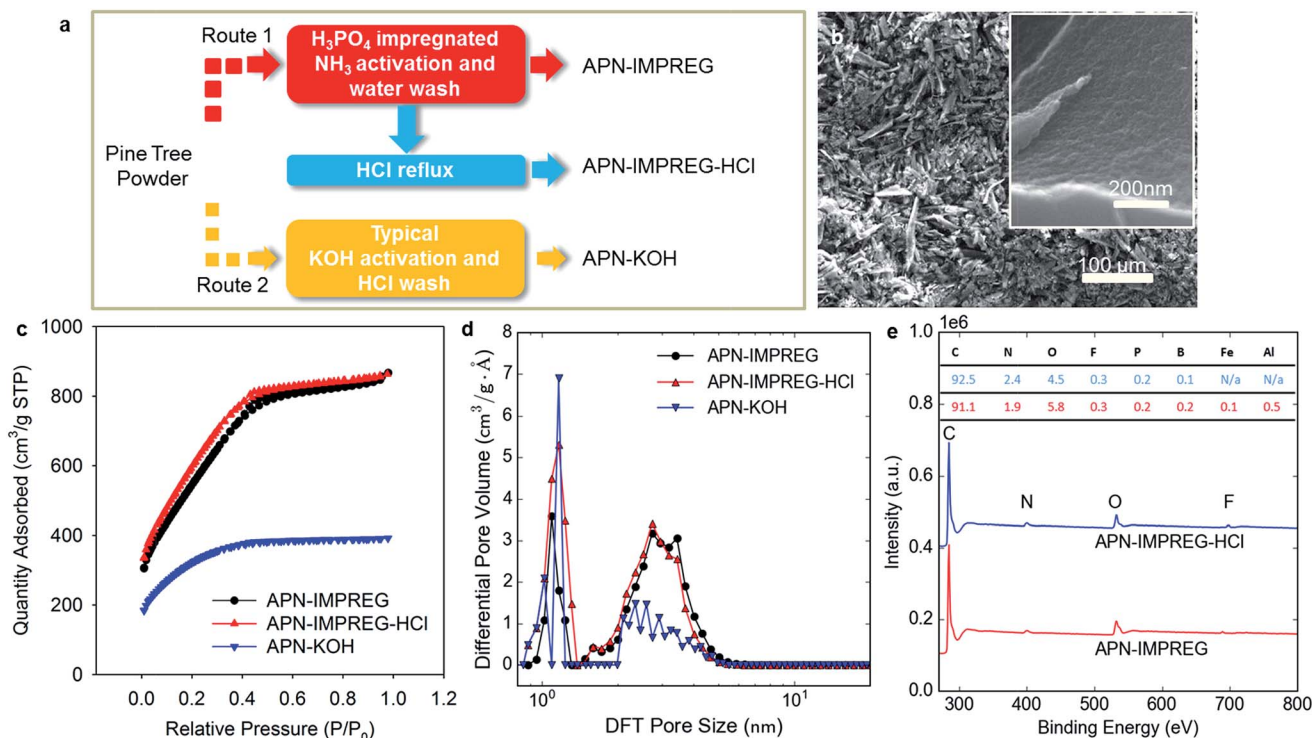 a
Route 1
H₃PO₄ impregnated
NH₃ activation and
water wash
APN-IMPREG
Pine Tree
Powder
HCl reflux
APN-IMPREG-HCl
Typical
KOH activation and
HCl wash
APN-KOH
Route 2
b
200nm
100 µm
c
1000
800
600
400
200
0
Quantity Adsorbed (cm³/g STP)
APN-IMPREG
APN-IMPREG-HCl
APN-KOH
0.0 0.2 0.4 0.6 0.8 1.0
Relative Pressure (P/P₀)
d
8
7
6
5
4
3
2
1
0
Differential Pore Volume (cm³/g · Å)
APN-IMPREG
APN-IMPREG-HCl
APN-KOH
10⁰ 10¹
DFT Pore Size (nm)
e
1e6
1.0
0.8
0.6
0.4
0.2
0.0
Intensity (a.u.)
C N O F P B Fe Al
92.5 2.4 4.5 0.3 0.2 0.1 N/a N/a
91.1 1.9 5.8 0.3 0.2 0.2 0.1 0.5
C
N O F
APN-IMPREG-HCl
APN-IMPREG
300 400 500 600 700 800
Binding Energy (eV)